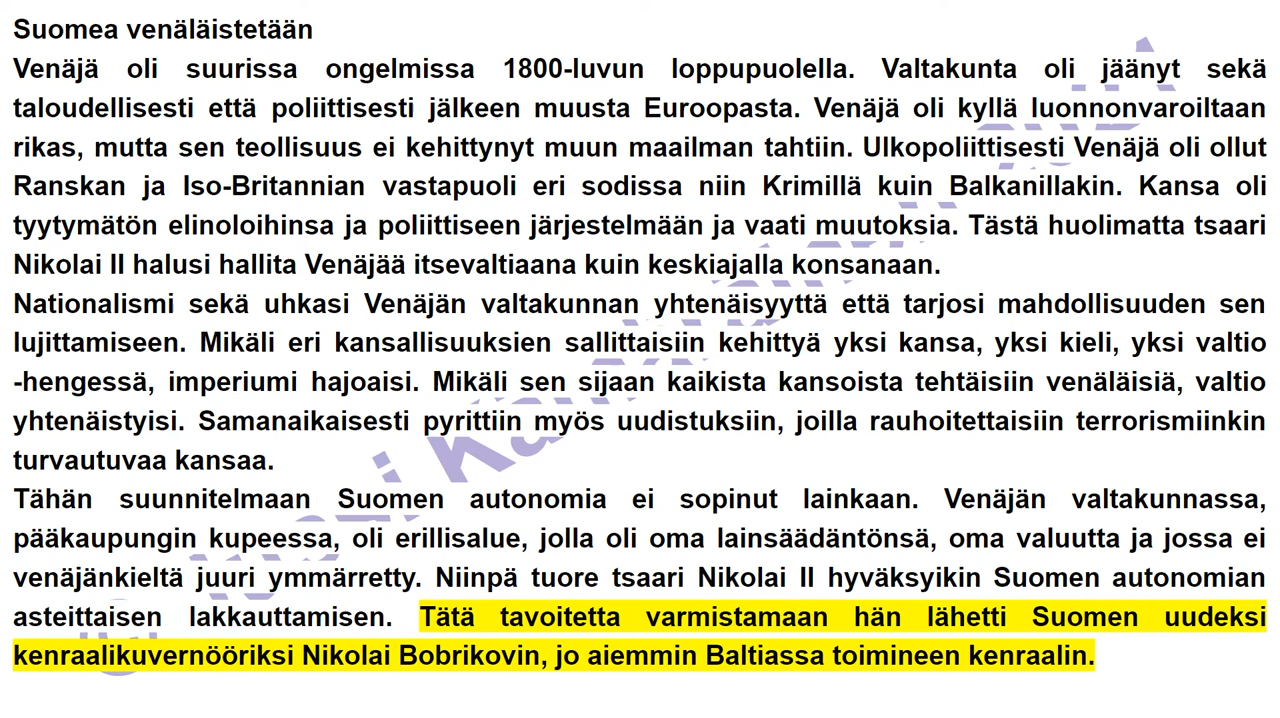 Suomea venäläistetään
Venäjä oli suurissa ongelmissa 1800-luvun loppupuolella. Valtakunta oli jäänyt sekä
taloudellisesti että poliittisesti jälkeen muusta Euroopasta. Venäjä oli kyllä luonnonvaroiltaan
rikas, mutta sen teollisuus ei kehittynyt muun maailman tahtiin. Ulkopoliittisesti Venäjä oli ollut
Ranskan ja Iso-Britannian vastapuoli eri sodissa niin Krimillä kuin Balkanillakin. Kansa oli
tyytymätön elinoloihinsa ja poliittiseen järjestelmään ja vaati muutoksia. Tästä huolimatta tsaari
Nikolai II halusi hallita Venäjää itsevaltiaana kuin keskiajalla konsanaan.
Nationalismi sekä uhkasi Venäjän valtakunnan yhtenäisyyttä että tarjosi mahdollisuuden sen
lujittamiseen. Mikäli eri kansallisuuksien sallittaisiin kehittyä yksi kansa, yksi kieli, yksi valtio
-hengessä, imperiumi hajoaisi. Mikäli sen sijaan kaikista kansoista tehtäisiin venäläisiä, valtio
yhtenäistyisi. Samanaikaisesti pyrittiin myös uudistuksiin, joilla rauhoitettaisiin terrorismiinkin
turvautuvaa kansaa.
Tähän suunnitelmaan Suomen autonomia ei sopinut lainkaan. Venäjän valtakunnassa,
pääkaupungin kupeessa, oli erillisalue, jolla oli oma lainsäädäntönsä, oma valuutta ja jossa ei
venäjänkieltä juuri ymmärretty. Niinpä tuore tsaari Nikolai II hyväksyikin Suomen autonomian
asteittaisen lakkauttamisen. Tätä tavoitetta varmistamaan hän lähetti Suomen uudeksi
kenraalikuvernööriksi Nikolai Bobrikovin, jo aiemmin Baltiassa toimineen kenraalin.